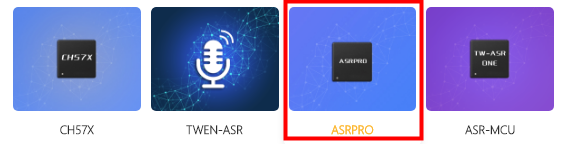 CH57X
ASRPRO
TW-ASR
ONE
CH57X
TWEN-ASR
ASRPRO
ASR-MCU